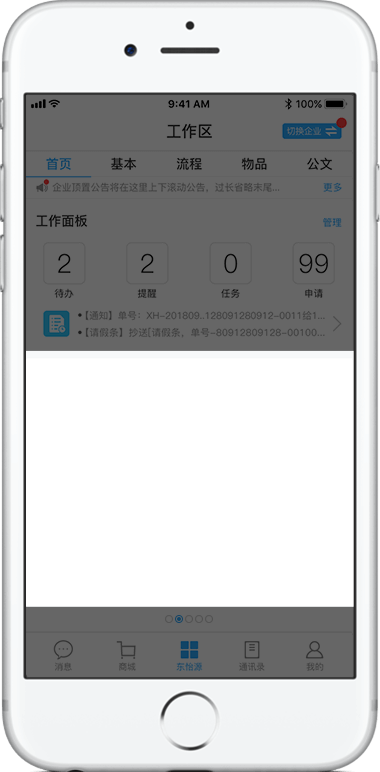 9:41 AM 100%
工作区 切换企业
首页 基本 流程 物品 公文
企业顶置公告将在这里上下滚动公告，过长省略末尾... 更多
工作面板 管理
2 2 0 99
待办 提醒 任务 申请
•【通知】单号：XH-201809..128091280912-0011给1...
•【请假条】抄送[请假条，单号-80912809128-00100...
消息 商城 东怡源 通讯录 我的